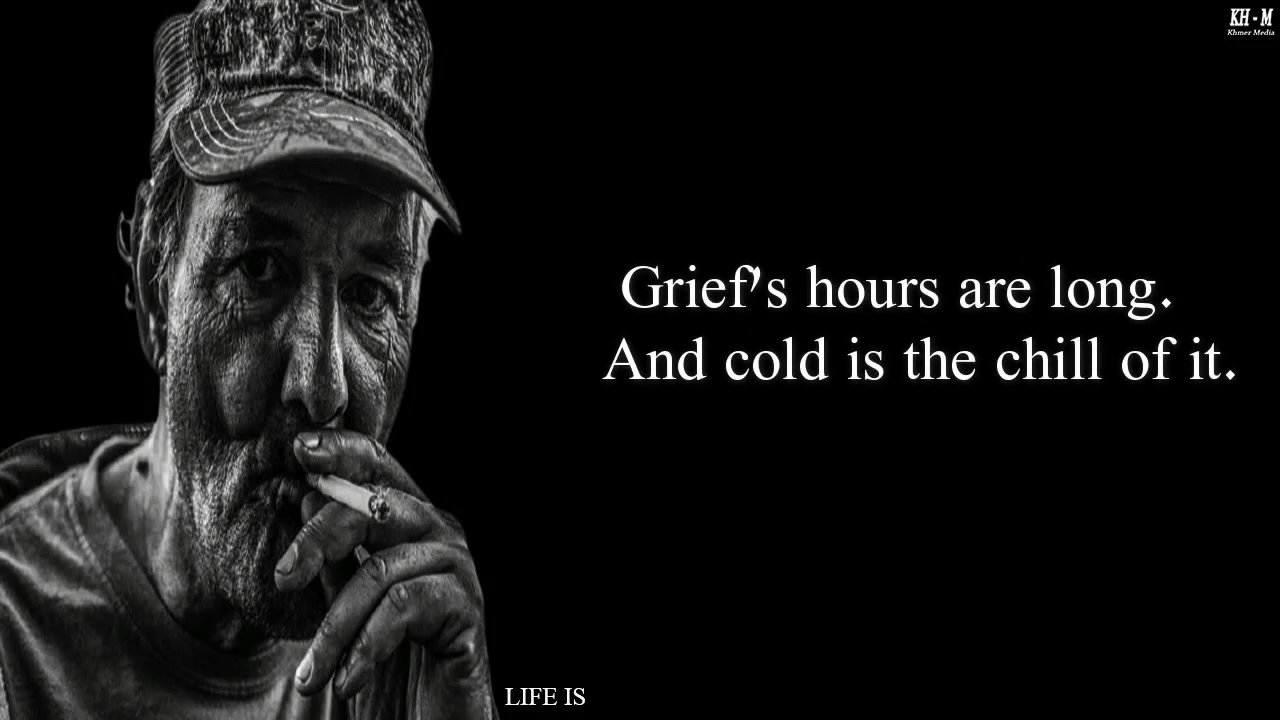 KH - M
Khmer Media
Grief's hours are long.
And cold is the chill of it.
LIFE IS